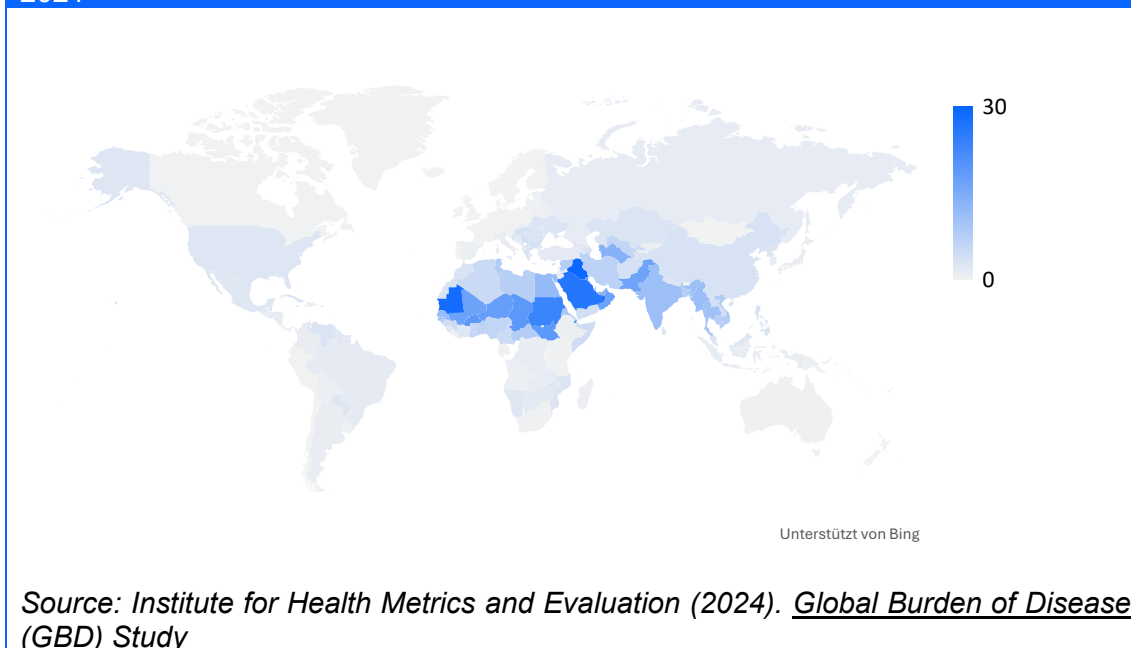 30
0
Unterstützt von Bing
Source: Institute for Health Metrics and Evaluation (2024). Global Burden of Disease
(GBD) Study